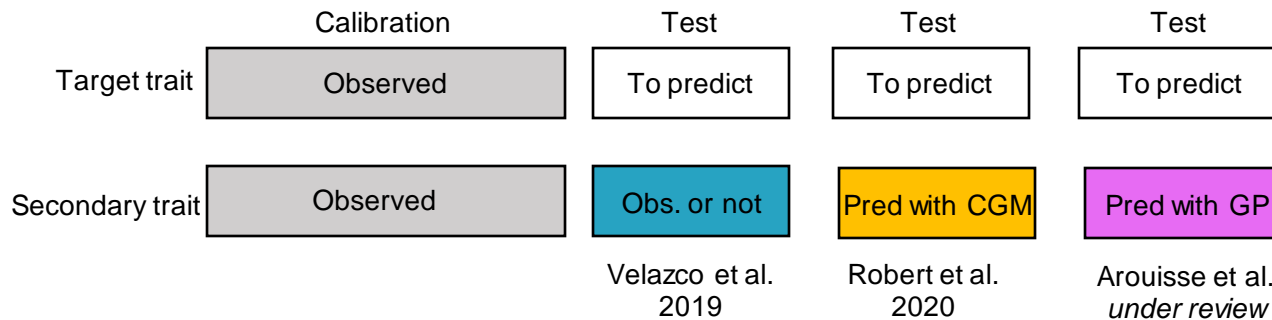 Calibration Test Test Test
Target trait Observed To predict To predict To predict
Secondary trait Observed Obs. or not Pred with CGM Pred with GP
Velazco et al. Robert et al. Arouisse et al.
2019 2020 under review